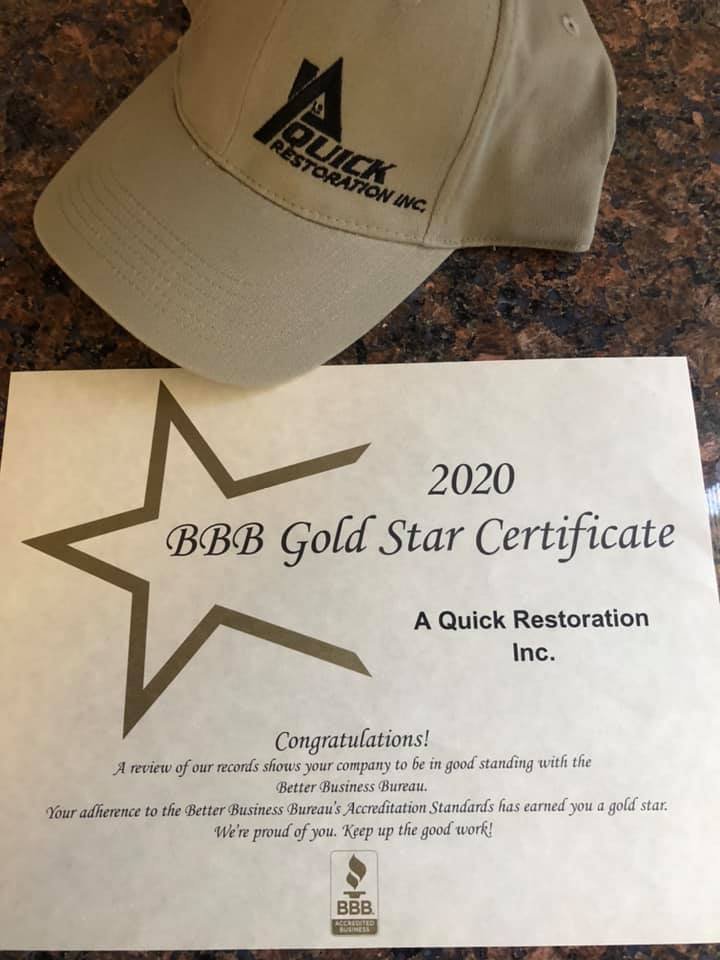 A
QUICK
RESTORATION INC.
2020
BBB Gold Star Certificate
A Quick Restoration
Inc.
Congratulations!
A review of our records shows your company to be in good standing with the
Better Business Bureau.
Your adherence to the Better Business Bureau's Accreditation Standards has earned you a gold star.
We're proud of you. Keep up the good work!
BBB
ACCREDITED
BUSINESS